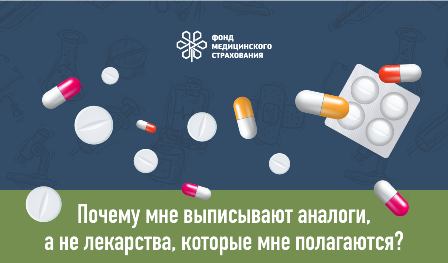 ФОНД
МЕДИЦИНСКОГО
СТРАХОВАНИЯ
Почему мне выписывают аналоги,
а не лекарства, которые мне полагаются?